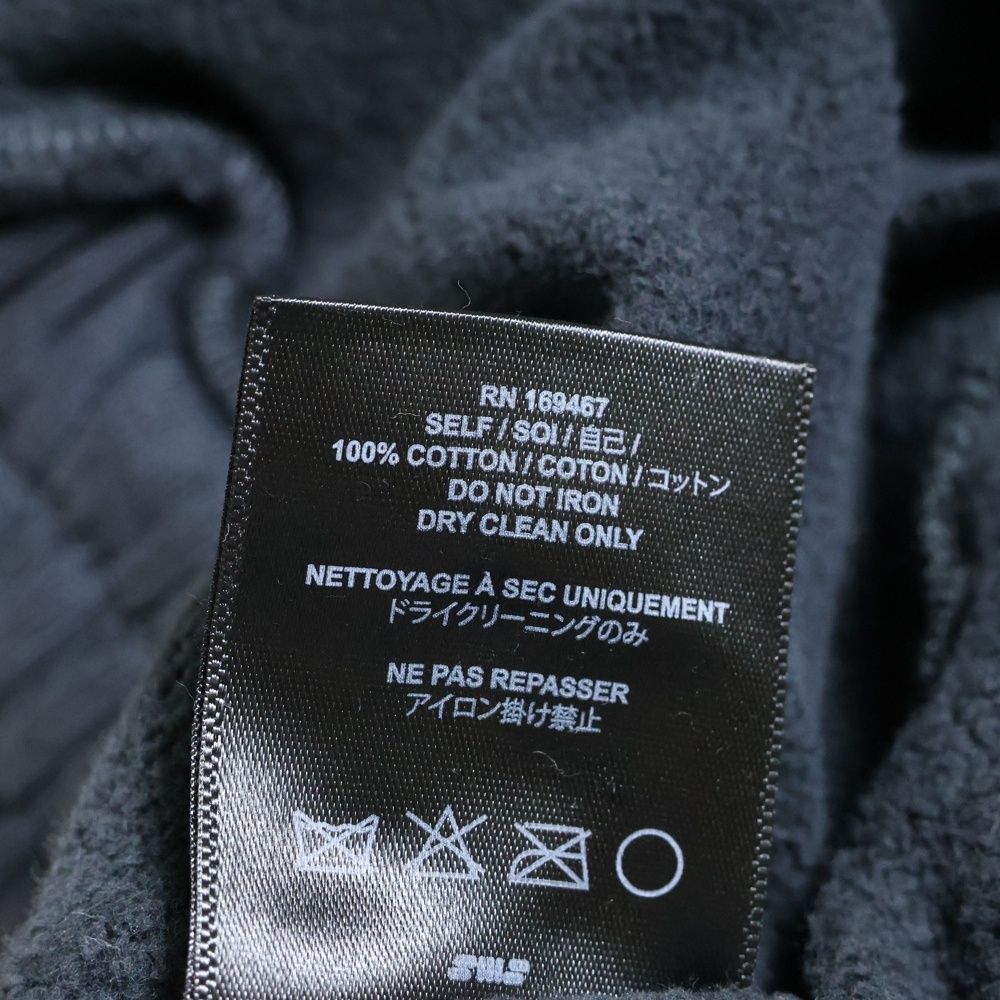 RN 169467
SELF / SOI / 自己 /
100% COTTON / COTON / コットン
DO NOT IRON
DRY CLEAN ONLY
NETTOYAGE À SEC UNIQUEMENT
ドライクリーニングのみ
NE PAS REPASSER
アイロン掛け禁止